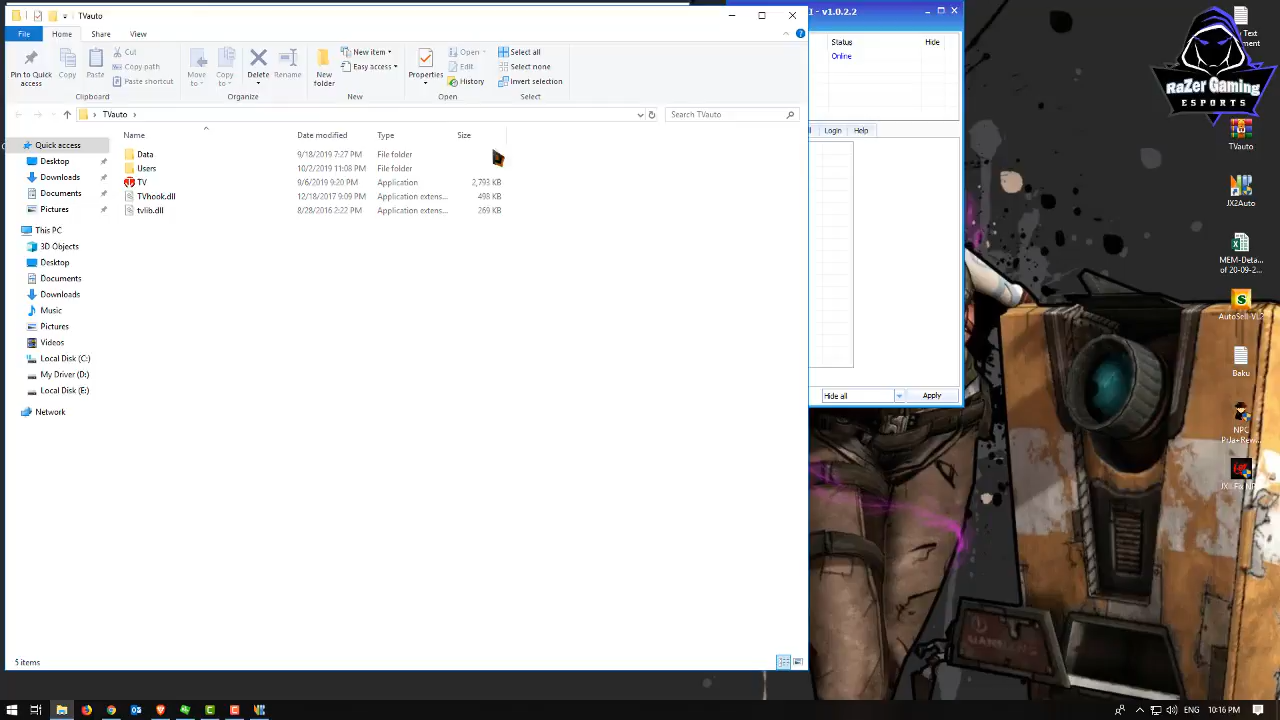 TVauto
File Home Share View
Pin to Quick access
Copy
Paste
Cut
Copy path
Paste shortcut
Clipboard
Move to
Copy to
Delete
Rename
Organize
New folder
New item
Easy access
New
Properties
Open
Edit
History
Open
Select all
Select none
Invert selection
Select
TVauto
Search TVauto
Name Date modified Type Size
Data 9/18/2019 7:27 PM File folder
Users 10/2/2019 11:08 PM File folder
TV 9/6/2019 9:20 PM Application 2,793 KB
TVhook.dll 12/18/2017 9:09 PM Application extens... 498 KB
tvlib.dll 8/28/2016 2:22 PM Application extens... 269 KB
Quick access
Desktop
Downloads
Documents
Pictures
This PC
3D Objects
Desktop
Documents
Downloads
Music
Pictures
Videos
Local Disk (C:)
My Driver (D:)
Local Disk (E:)
Network
5 items
- v1.0.2.2
Status Hide
Online
Login Help
Hide all Apply
RaZer Gaming
ESPORTS
TVauto
JX2Auto
MEM-Deta...
of 20-09-2...
Baku
NPC
ENG 10:16 PM